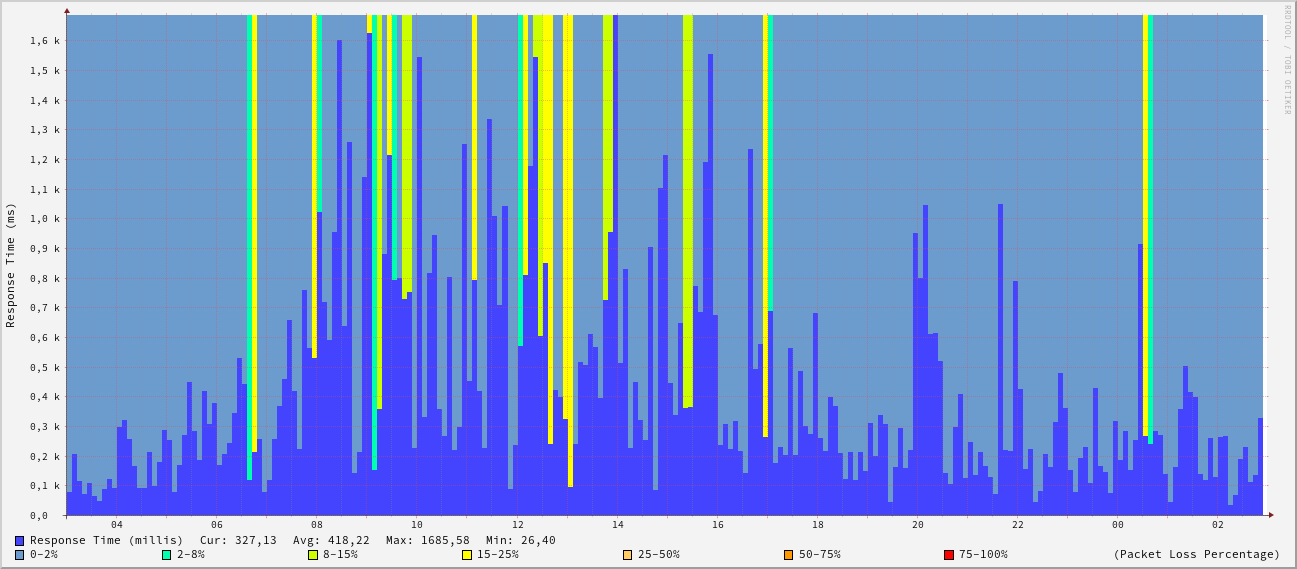 RRDTOOL / TOBI OETIKER
Response Time (ms)
1,6 k
1,5 k
1,4 k
1,3 k
1,2 k
1,1 k
1,0 k
0,9 k
0,8 k
0,7 k
0,6 k
0,5 k
0,4 k
0,3 k
0,2 k
0,1 k
0,0
04 06 08 10 12 14 16 18 20 22 00 02
Response Time (millis) Cur: 327,13 Avg: 418,22 Max: 1685,58 Min: 26,40
0-2% 2-8% 8-15% 15-25% 25-50% 50-75% 75-100% (Packet Loss Percentage)